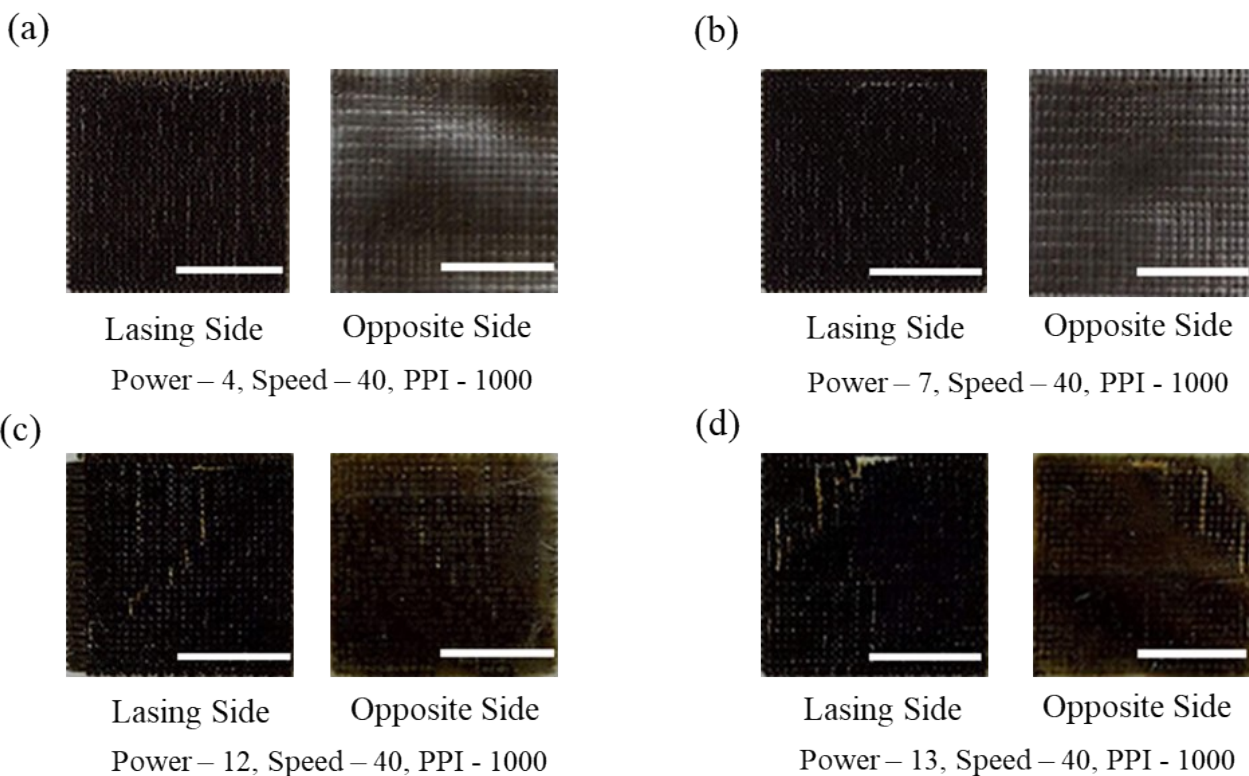 (a)
(b)
Lasing Side
Opposite Side
Lasing Side
Opposite Side
Power – 4, Speed – 40, PPI - 1000
Power – 7, Speed – 40, PPI - 1000
(c)
(d)
Lasing Side
Opposite Side
Lasing Side
Opposite Side
Power – 12, Speed – 40, PPI - 1000
Power – 13, Speed – 40, PPI - 1000